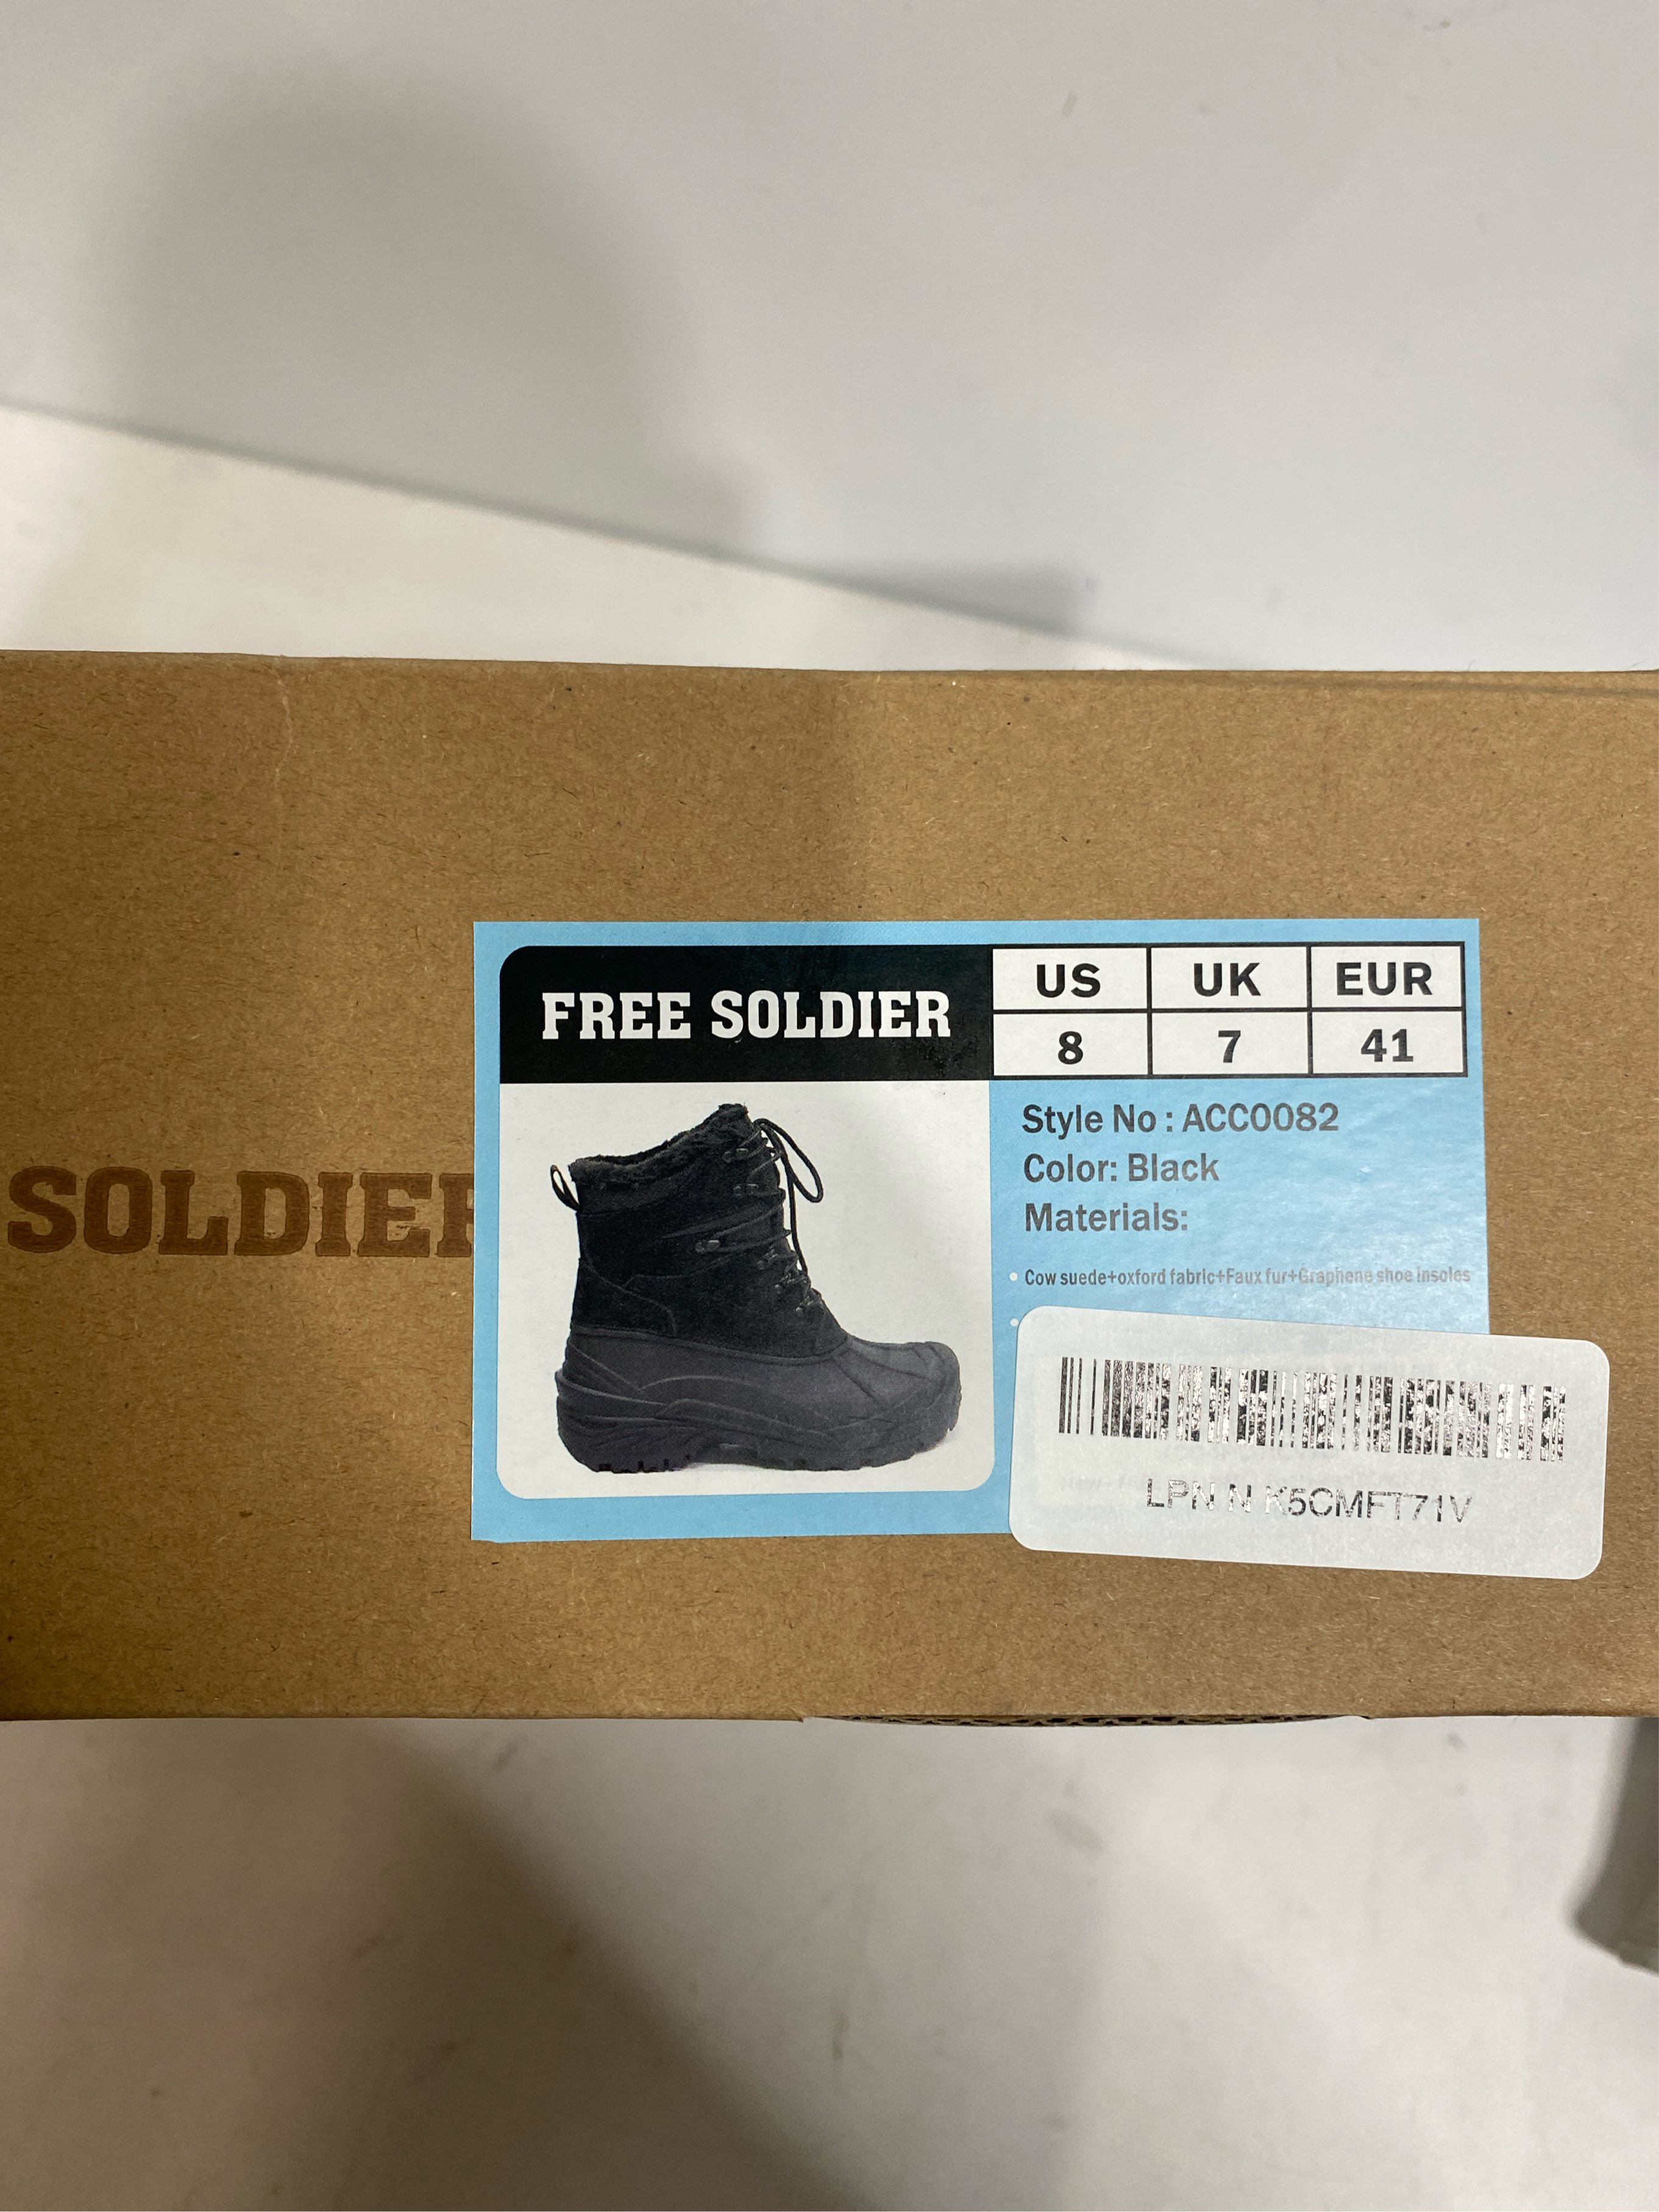 SOLDIER
FREE SOLDIER
US UK EUR
8 7 41
Style No : ACC0082
Color: Black
Materials:
• Cow suede+oxford fabric+Faux fur+Graphene shoe insoles
LPN N K5CMFT71V